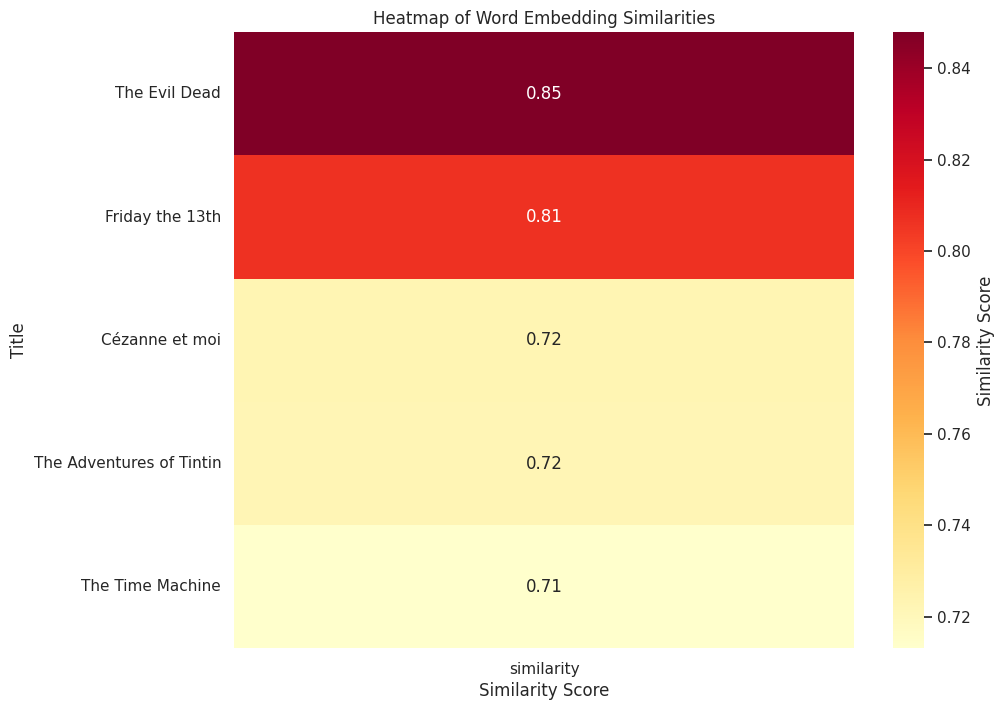 Heatmap of Word Embedding Similarities
Title
The Evil Dead
0.85
Friday the 13th
0.81
Cézanne et moi
0.72
The Adventures of Tintin
0.72
The Time Machine
0.71
similarity
Similarity Score
0.84
0.82
0.80
0.78
0.76
0.74
0.72
Similarity Score